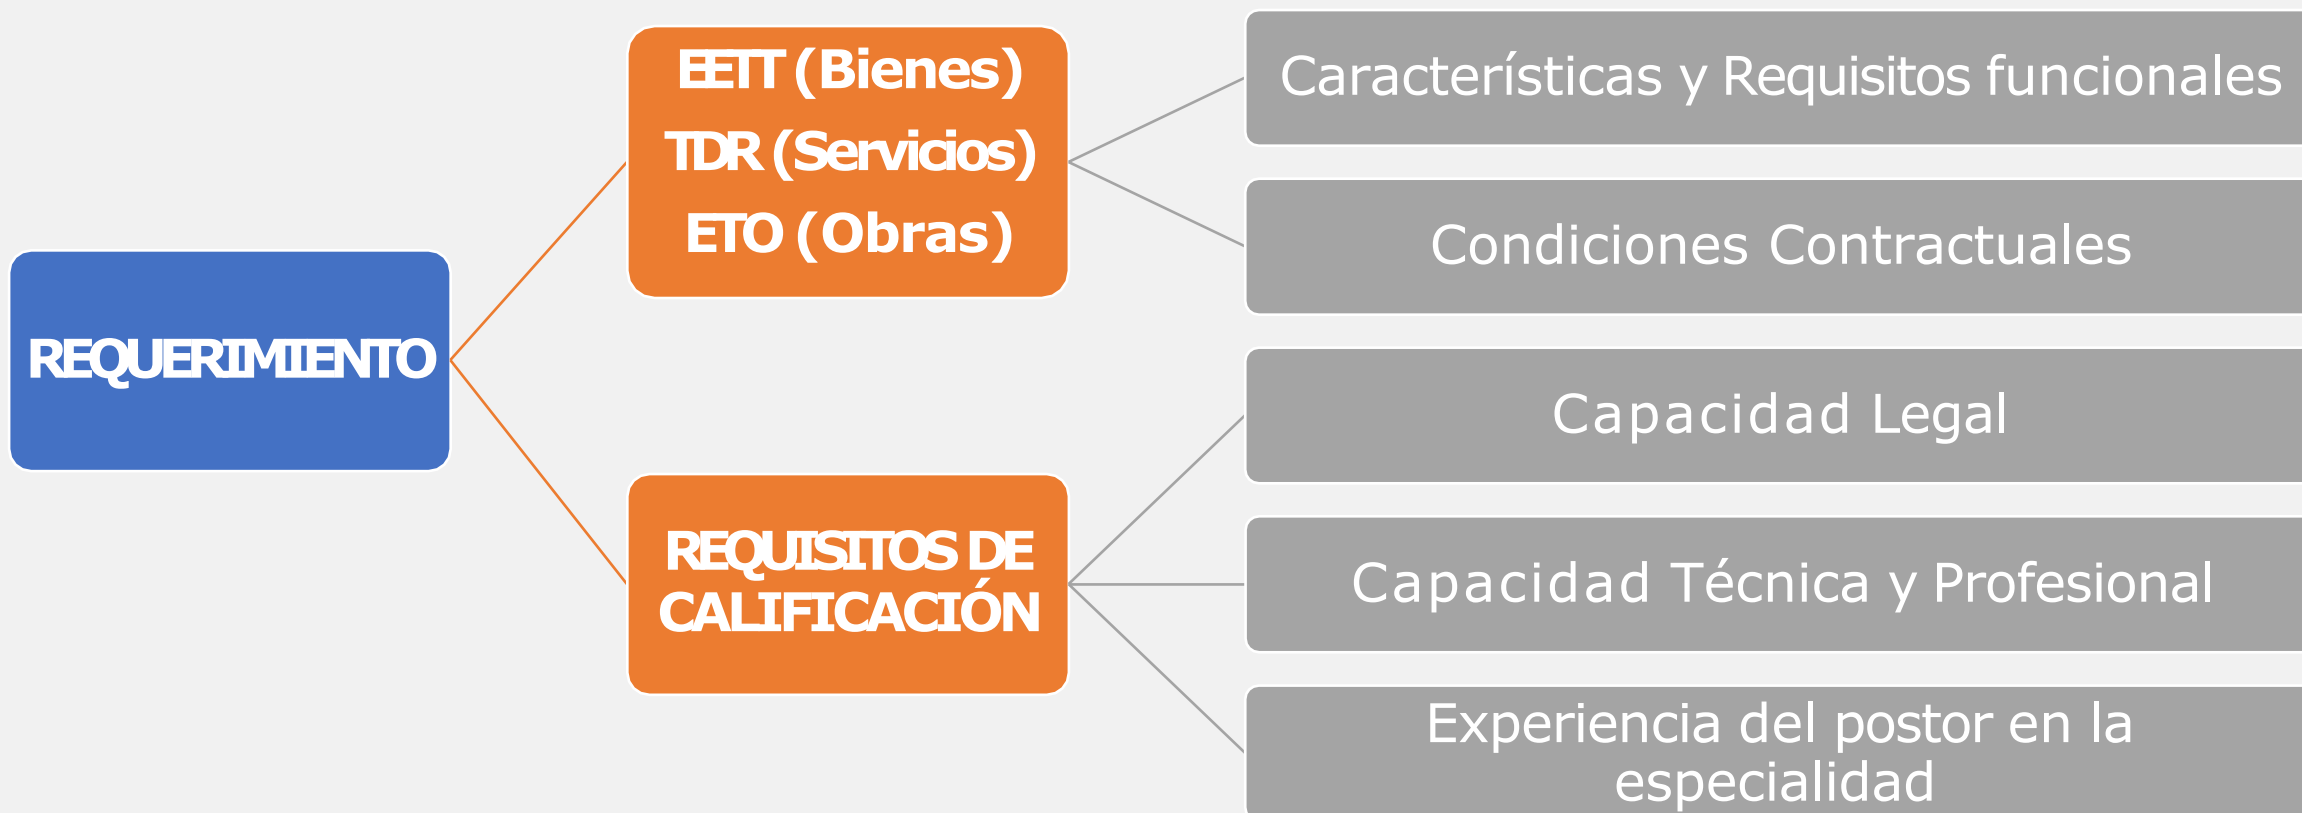 REQUERIMIENTO
EETT (Bienes)
TDR (Servicios)
ETO (Obras)
REQUISITOS DE
CALIFICACIÓN
Características y Requisitos funcionales
Condiciones Contractuales
Capacidad Legal
Capacidad Técnica y Profesional
Experiencia del postor en la
especialidad